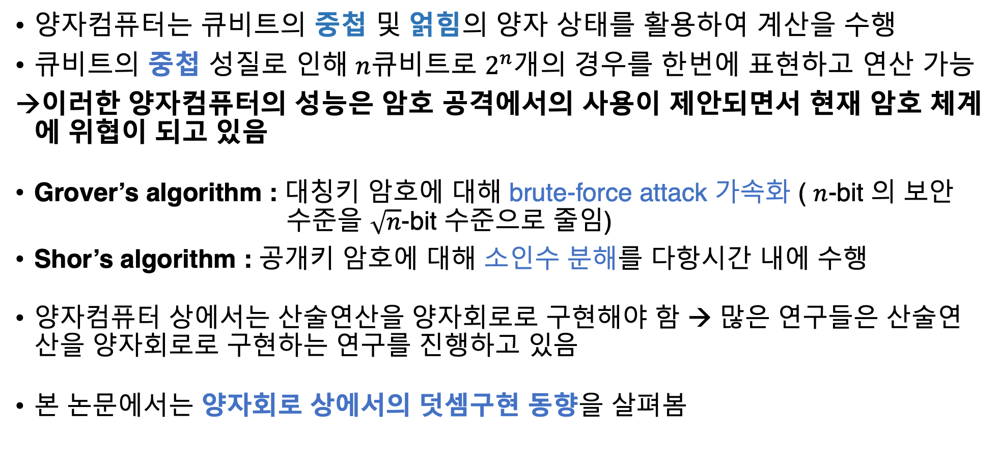 • 양자컴퓨터는 큐비트의 중첩 및 얽힘의 양자 상태를 활용하여 계산을 수행
• 큐비트의 중첩 성질로 인해 n큐비트로 2ⁿ개의 경우를 한번에 표현하고 연산 가능
→이러한 양자컴퓨터의 성능은 암호 공격에서의 사용이 제안되면서 현재 암호 체계
에 위협이 되고 있음
• Grover’s algorithm : 대칭키 암호에 대해 brute-force attack 가속화 ( n-bit 의 보안
수준을 √n-bit 수준으로 줄임)
• Shor’s algorithm : 공개키 암호에 대해 소인수 분해를 다항시간 내에 수행
• 양자컴퓨터 상에서는 산술연산을 양자회로로 구현해야 함 → 많은 연구들은 산술연
산을 양자회로로 구현하는 연구를 진행하고 있음
• 본 논문에서는 양자회로 상에서의 덧셈구현 동향을 살펴봄